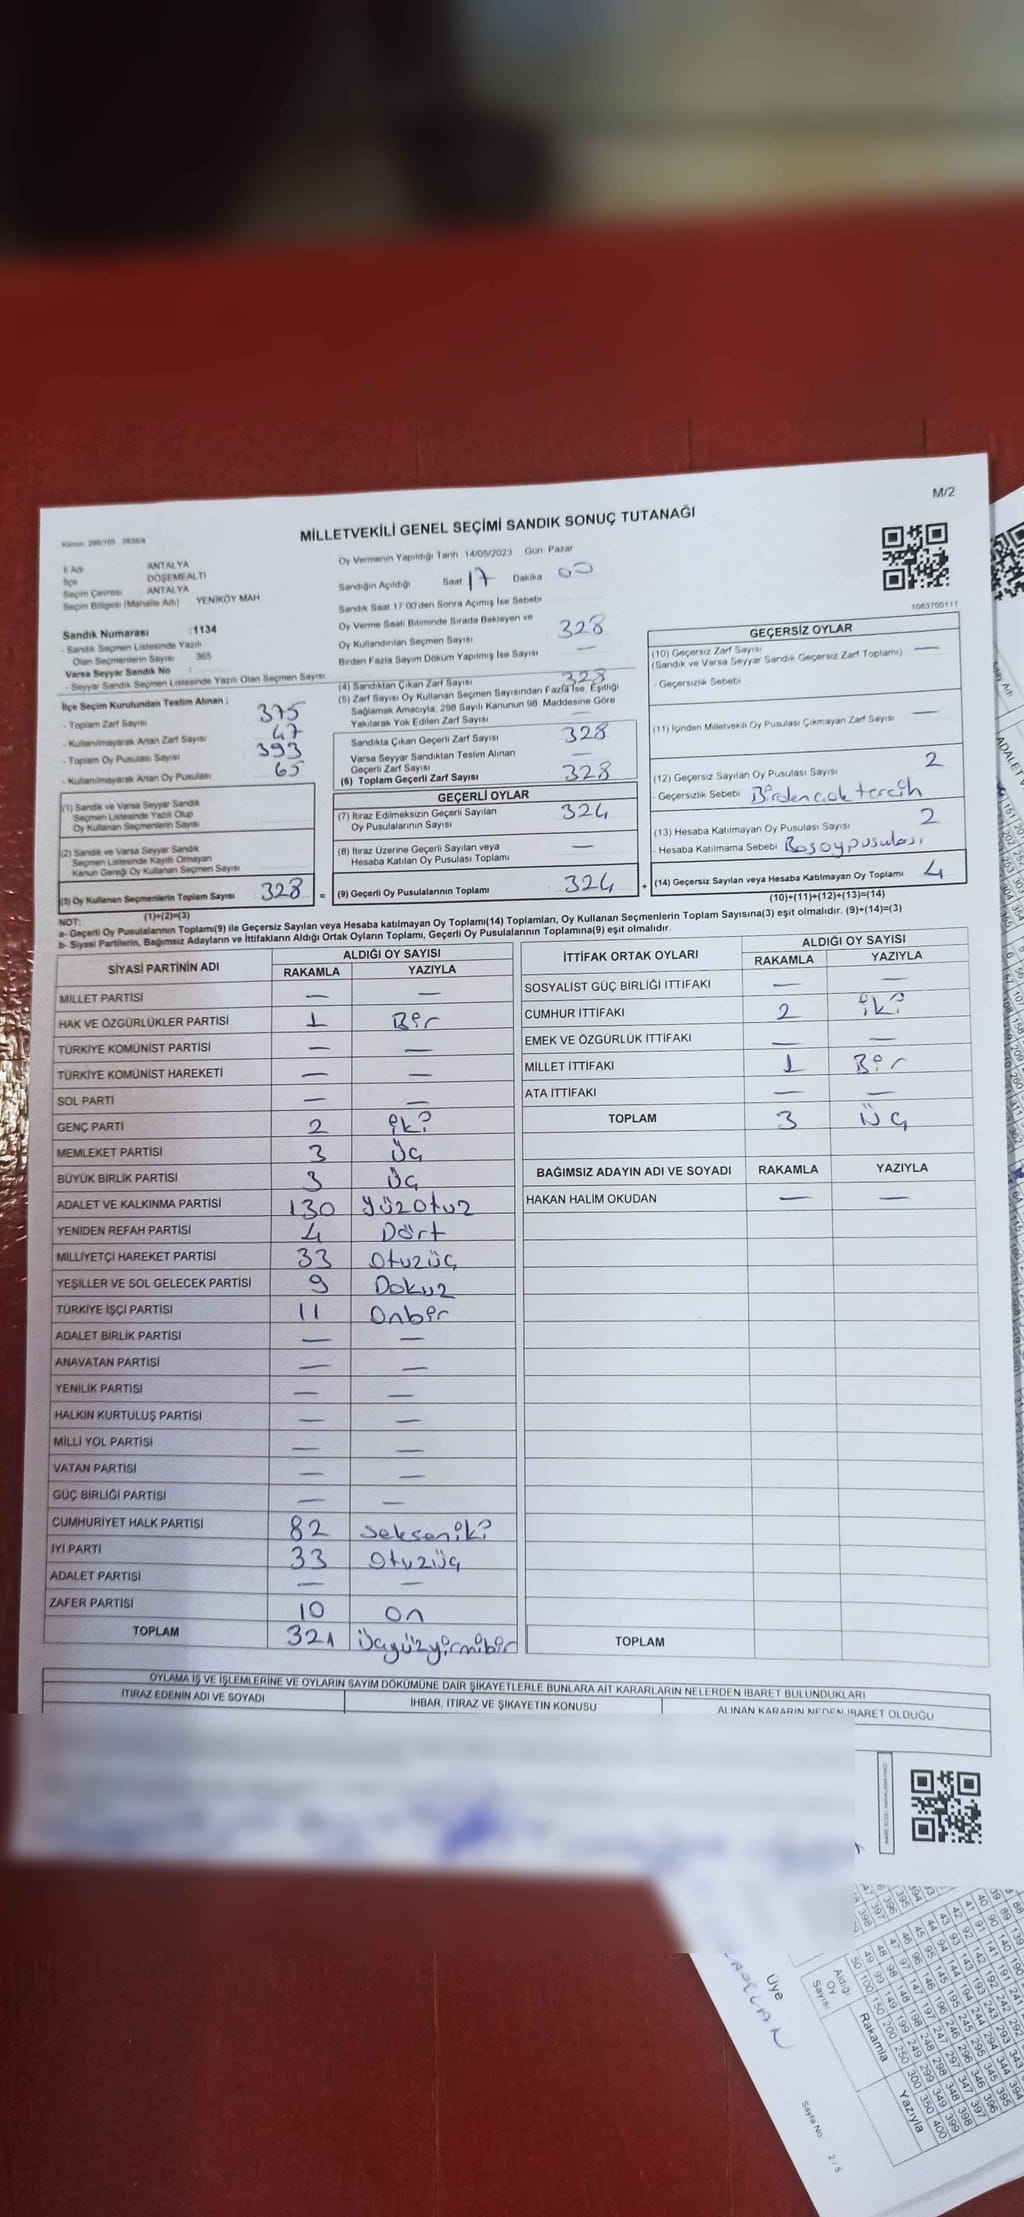 M/2
MİLLETVEKİLİ GENEL SEÇİMİ SANDIK SONUÇ TUTANAĞI
İl Adı ANTALYA
İlçe DÖŞEMEALTI
Seçim Çevresi ANTALYA
Seçim Bölgesi (Mahalle Adı) YENİKÖY MAH
Oy Vermenin Yapıldığı Tarih 14/05/2023 Gün: Pazar
Sandığın Açıldığı Saat 17 Dakika 00
Sandık Saat 17:00'den Sonra Açımış İse Sebebi
Oy Verme Saati Bitiminde Sırada Bekleyen ve
Oy Kullandırılan Seçmen Sayısı 328
Birden Fazla Sayım Döküm Yapılmış İse Sayısı —
1083700111
Sandık Numarası :1134
- Sandık Seçmen Listesinde Yazılı
Olan Seçmenlerin Sayısı 365
Varsa Seyyar Sandık No :
- Seyyar Sandık Seçmen Listesinde Yazılı Olan Seçmen Sayısı
İlçe Seçim Kurulundan Teslim Alınan ;
- Toplam Zarf Sayısı 375
- Kullanılmayarak Artan Zarf Sayısı 47
- Toplam Oy Pusulası Sayısı 393
- Kullanılmayarak Artan Oy Pusulası 65
(1) Sandık ve Varsa Seyyar Sandık
Seçmen Listesinde Yazılı Olup
Oy Kullanan Seçmenlerin Sayısı
(2) Sandık ve Varsa Seyyar Sandık
Seçmen Listesinde Kayıtlı Olmayan
Kanun Gereği Oy Kullanan Seçmen Sayısı
(3) Oy Kullanan Seçmenlerin Toplam Sayısı 328 =
(1)+(2)=(3)
(4) Sandıktan Çıkan Zarf Sayısı 328
(5) Zarf Sayısı Oy Kullanan Seçmen Sayısından Fazla İse, Eşitliği
Sağlamak Amacıyla, 298 Sayılı Kanunun 98. Maddesine Göre
Yakılarak Yok Edilen Zarf Sayısı —
Sandıkta Çıkan Geçerli Zarf Sayısı 328
Varsa Seyyar Sandıktan Teslim Alınan
Geçerli Zarf Sayısı —
(6) Toplam Geçerli Zarf Sayısı 328
GEÇERLİ OYLAR
(7) İtiraz Edilmeksizin Geçerli Sayılan
Oy Pusulalarının Sayısı 324
(8) İtiraz Üzerine Geçerli Sayılan veya
Hesaba Katılan Oy Pusulası Toplamı —
(9) Geçerli Oy Pusulalarının Toplamı : 324 +
GEÇERSİZ OYLAR
(10) Geçersiz Zarf Sayısı —
(Sandık ve Varsa Seyyar Sandık Geçersiz Zarf Toplamı)
- Geçersizlik Sebebi
(11) İçinden Milletvekili Oy Pusulası Çıkmayan Zarf Sayısı —
(12) Geçersiz Sayılan Oy Pusulası Sayısı 2
- Geçersizlik Sebebi Birden çok tercih
(13) Hesaba Katılmayan Oy Pusulası Sayısı 2
- Hesaba Katılmama Sebebi Boş oy pusulası
(14) Geçersiz Sayılan veya Hesaba Katılmayan Oy Toplamı 4
(10)+(11)+(12)+(13)=(14)
NOT:
a- Geçerli Oy Pusulasının Toplamı(9) ile Geçersiz Sayılan veya Hesaba katılmayan Oy Toplamı(14) Toplamları, Oy Kullanan Seçmenlerin Toplam Sayısına(3) eşit olmalıdır. (9)+(14)=(3)
b- Siyasi Partilerin, Bağımsız Adayların ve İttifakların Aldığı Ortak Oyların Toplamı, Geçerli Oy Pusulalarının Toplamına(9) eşit olmalıdır.
SİYASİ PARTİNİN ADI ALDIĞI OY SAYISI
RAKAMLA YAZIYLA
MİLLET PARTİSİ — —
HAK VE ÖZGÜRLÜKLER PARTİSİ 1 Bir
TÜRKİYE KOMÜNİST PARTİSİ — —
TÜRKİYE KOMÜNİST HAREKETİ — —
SOL PARTİ — —
GENÇ PARTİ 2 iki
MEMLEKET PARTİSİ 3 Üç
BÜYÜK BİRLİK PARTİSİ 3 Üç
ADALET VE KALKINMA PARTİSİ 130 Yüzotuz
YENİDEN REFAH PARTİSİ 4 Dört
MİLLİYETÇİ HAREKET PARTİSİ 33 Otuzüç
YEŞİLLER VE SOL GELECEK PARTİSİ 9 Dokuz
TÜRKİYE İŞÇİ PARTİSİ 11 Onbir
ADALET BİRLİK PARTİSİ — —
ANAVATAN PARTİSİ — —
YENİLİK PARTİSİ — —
HALKIN KURTULUŞ PARTİSİ — —
MİLLİ YOL PARTİSİ — —
VATAN PARTİSİ — —
GÜÇ BİRLİĞİ PARTİSİ — —
CUMHURİYET HALK PARTİSİ 82 Sekseniki
İYİ PARTİ 33 Otuzüç
ADALET PARTİSİ — —
ZAFER PARTİSİ 10 on
TOPLAM 321 Üçyüzyirmibir
İTTİFAK ORTAK OYLARI ALDIĞI OY SAYISI
RAKAMLA YAZIYLA
SOSYALİST GÜÇ BİRLİĞİ İTTİFAKI — —
CUMHUR İTTİFAKI 2 iki
EMEK VE ÖZGÜRLÜK İTTİFAKI — —
MİLLET İTTİFAKI 1 Bir
ATA İTTİFAKI — —
TOPLAM 3 Üç
BAĞIMSIZ ADAYIN ADI VE SOYADI RAKAMLA YAZIYLA
HAKAN HALİM OKUDAN — —
TOPLAM
OYLAMA İŞ VE İŞLEMLERİNE VE OYLARIN SAYIM DÖKÜMÜNE DAİR ŞİKAYETLERLE BUNLARA AİT KARARLARIN NELERDEN İBARET BULUNDUKLARI
İTİRAZ EDENİN ADI VE SOYADI İHBAR, İTİRAZ VE ŞİKAYETİN KONUSU ALINAN KARARIN NEDEN İBARET OLDUĞU
Üye
Aldığı
Oy
Sayısı
Rakamla
Yazıyla
Sayfa No: 2 / 5